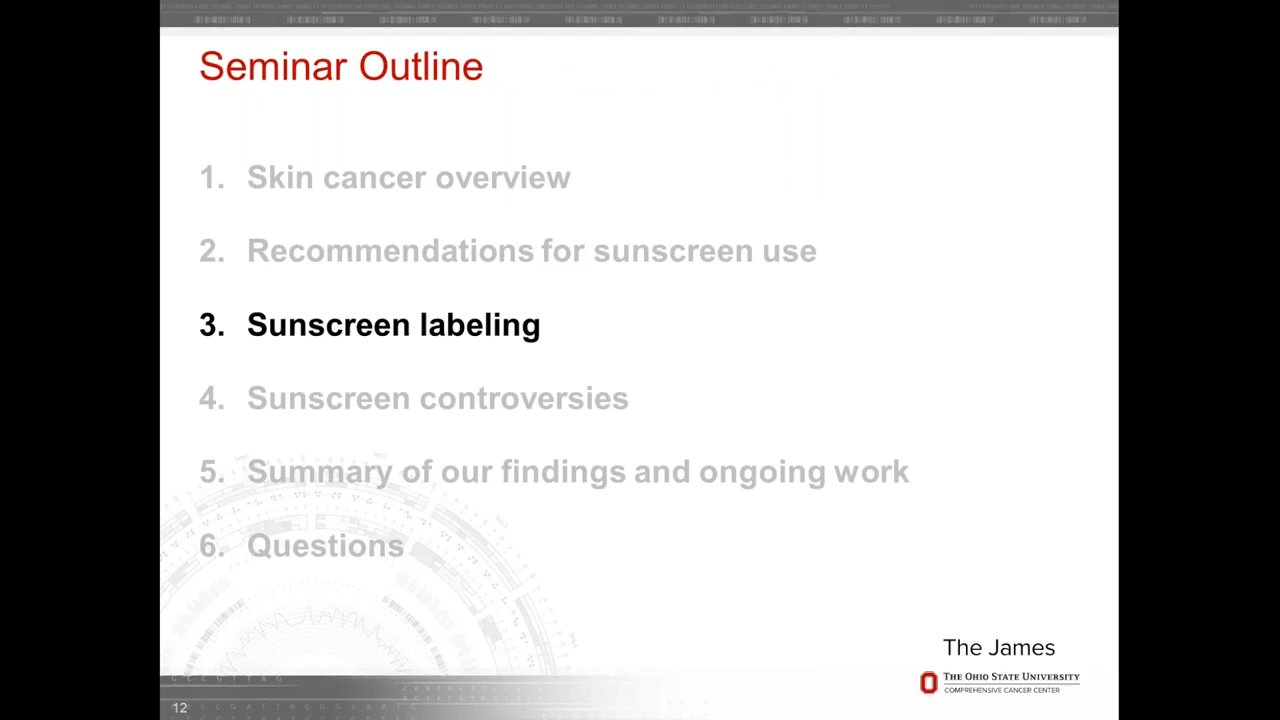 Seminar Outline
1. Skin cancer overview
2. Recommendations for sunscreen use
3. Sunscreen labeling
4. Sunscreen controversies
5. Summary of our findings and ongoing work
6. Questions
The James
THE OHIO STATE UNIVERSITY
COMPREHENSIVE CANCER CENTER
12